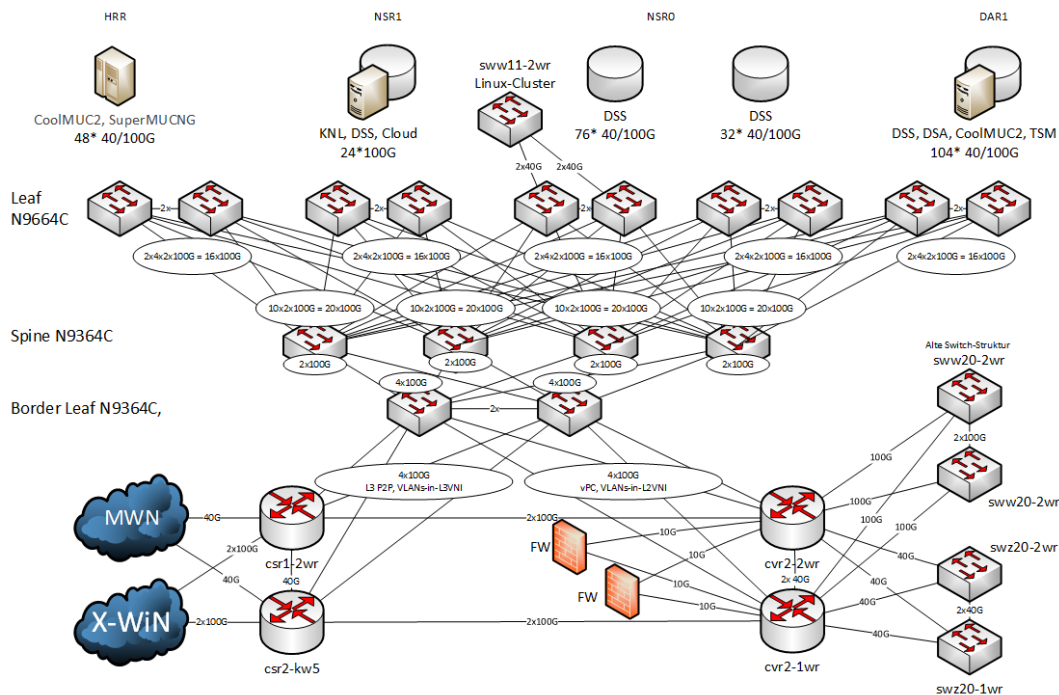 HRR
NSR1
NSR0
DAR1
sww11-2wr
Linux-Cluster
CoolMUC2, SuperMUCNG
48* 40/100G
KNL, DSS, Cloud
24*100G
DSS
76* 40/100G
DSS
32* 40/100G
DSS, DSA, CoolMUC2, TSM
104* 40/100G
2x40G
2x40G
Leaf
N9664C
2x
2x
2x
2x
2x
2x4x2x100G = 16x100G
2x4x2x100G = 16x100G
2x4x2x100G = 16x100G
2x4x2x100G = 16x100G
2x4x2x100G = 16x100G
10x2x100G = 20x100G
10x2x100G = 20x100G
10x2x100G = 20x100G
10x2x100G = 20x100G
Spine N9364C
2x100G
2x100G
2x100G
2x100G
Alte Switch-Struktur
sww20-2wr
4x100G
4x100G
Border Leaf N9364C,
2x
2x100G
100G
4x100G
L3 P2P, VLANs-in-L3VNI
4x100G
vPC, VLANs-in-L2VNI
100G
sww20-2wr
MWN
40G
2x100G
10G
100G
100G
FW
csr1-2wr
cvr2-2wr
2x100G
40G
swz20-2wr
10G
10G
40G
40G
2x 40G
40G
40G
FW
10G
X-WiN
2x100G
2x100G
2x40G
40G
csr2-kw5
cvr2-1wr
swz20-1wr